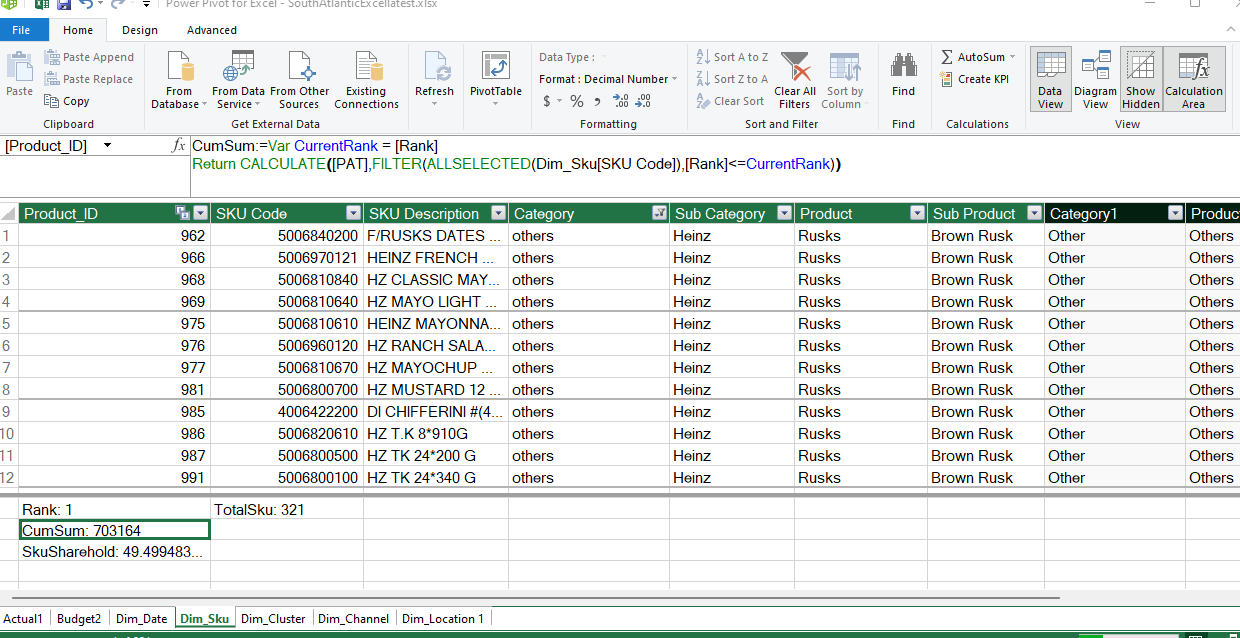 Power Pivot for Excel - SouthAtlanticExcellatest.xlsx
File Home Design Advanced
Paste Paste Append Paste Replace Copy
From Database From Data Service From Other Sources Existing Connections
Refresh
PivotTable
Data Type :
Format : Decimal Number
$ % , .00 .00
Sort A to Z Sort Z to A Clear Sort
Clear All Filters Sort by Column
Find
AutoSum
Create KPI
Data View Diagram View Show Hidden Calculation Area
Clipboard Get External Data Formatting Sort and Filter Find Calculations View
[Product_ID] fx CumSum:=Var CurrentRank = [Rank]
Return CALCULATE([PAT],FILTER(ALLSELECTED(Dim_Sku[SKU Code]),[Rank]<=CurrentRank))
Product_ID SKU Code SKU Description Category Sub Category Product Sub Product Category1 Produc
1 962 5006840200 F/RUSKS DATES ... others Heinz Rusks Brown Rusk Other Others
2 966 5006970121 HEINZ FRENCH ... others Heinz Rusks Brown Rusk Other Others
3 968 5006810840 HZ CLASSIC MAY... others Heinz Rusks Brown Rusk Other Others
4 969 5006810640 HZ MAYO LIGHT ... others Heinz Rusks Brown Rusk Other Others
5 975 5006810610 HEINZ MAYONNA... others Heinz Rusks Brown Rusk Other Others
6 976 5006960120 HZ RANCH SALA... others Heinz Rusks Brown Rusk Other Others
7 977 5006810670 HZ MAYOCHUP ... others Heinz Rusks Brown Rusk Other Others
8 981 5006800700 HZ MUSTARD 12 ... others Heinz Rusks Brown Rusk Other Others
9 985 4006422200 DI CHIFFERINI #(4... others Heinz Rusks Brown Rusk Other Others
10 986 5006820610 HZ T.K 8*910G others Heinz Rusks Brown Rusk Other Others
11 987 5006800500 HZ TK 24*200 G others Heinz Rusks Brown Rusk Other Others
12 991 5006800100 HZ TK 24*340 G others Heinz Rusks Brown Rusk Other Others
Rank: 1 TotalSku: 321
CumSum: 703164
SkuSharehold: 49.499483...
Actual1 Budget2 Dim_Date Dim_Sku Dim_Cluster Dim_Channel Dim_Location 1